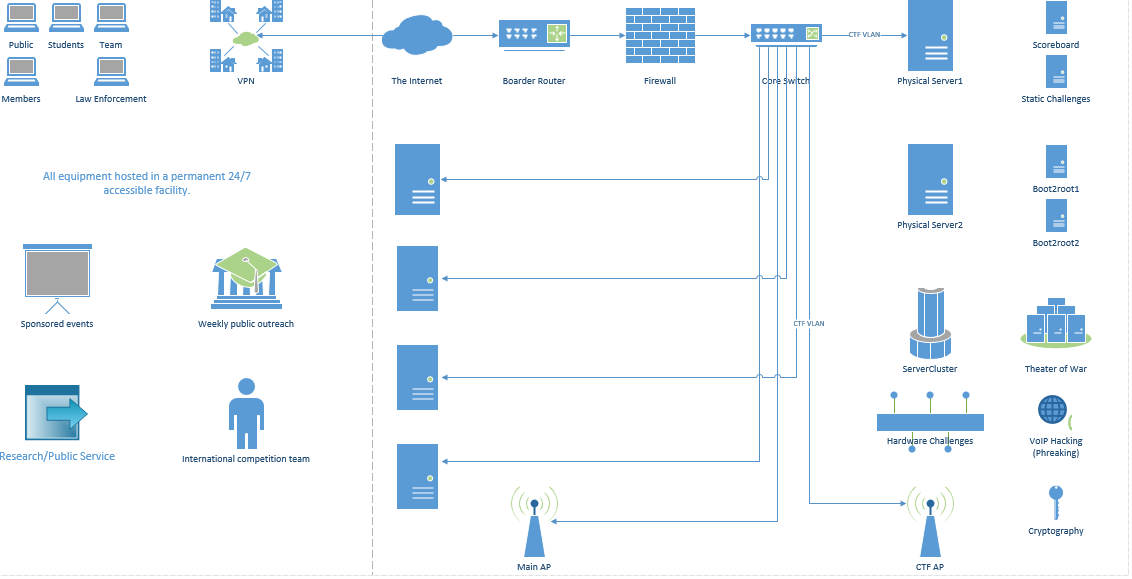 Public
Students
Team
Members
Law Enforcement
VPN
The Internet
Boarder Router
Firewall
Core Switch
CTF VLAN
Physical Server1
Scoreboard
Static Challenges
All equipment hosted in a permanent 24/7
accessible facility.
Boot2root1
Physical Server2
Boot2root2
Sponsored events
Weekly public outreach
CTF VLAN
ServerCluster
Theater of War
Hardware Challenges
VoIP Hacking
(Phreaking)
Research/Public Service
International competition team
Cryptography
Main AP
CTF AP